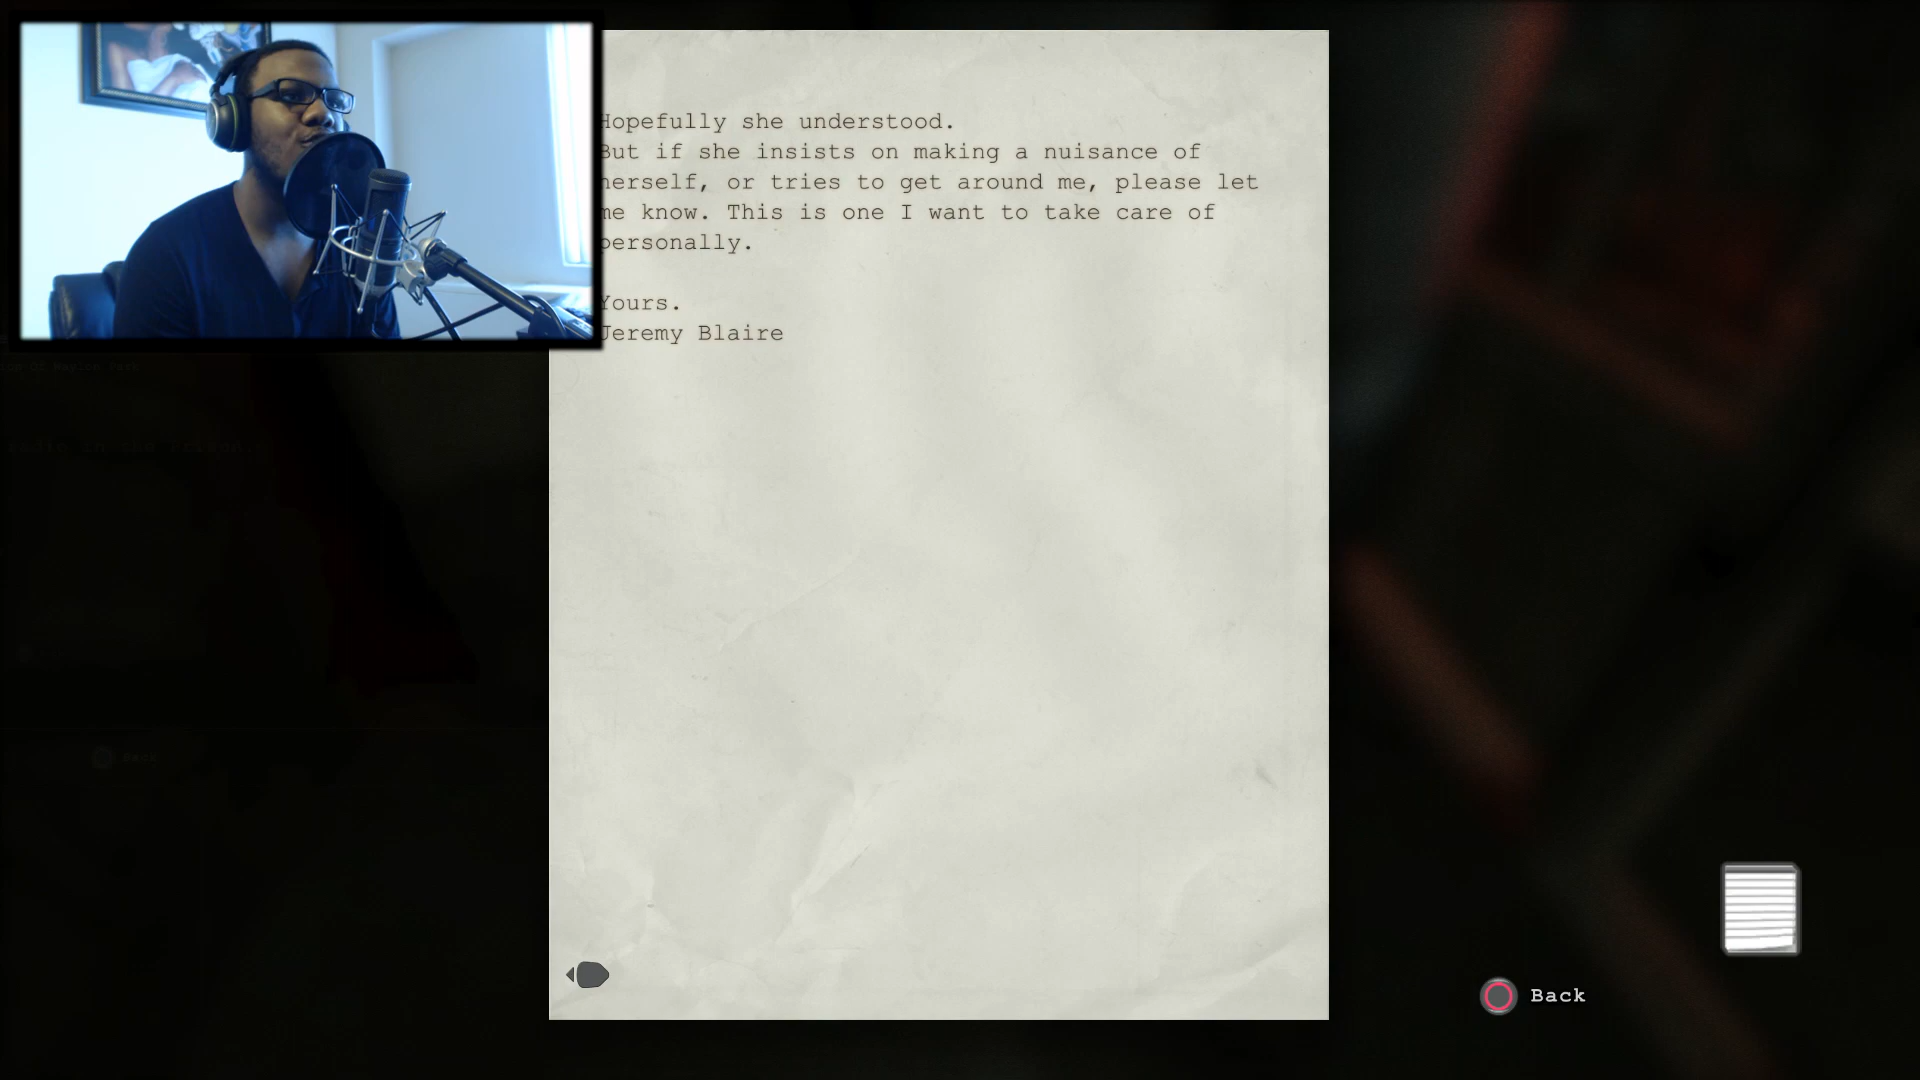 Hopefully she understood.
But if she insists on making a nuisance of
herself, or tries to get around me, please let
me know. This is one I want to take care of
personally.
Yours.
Jeremy Blaire
Back